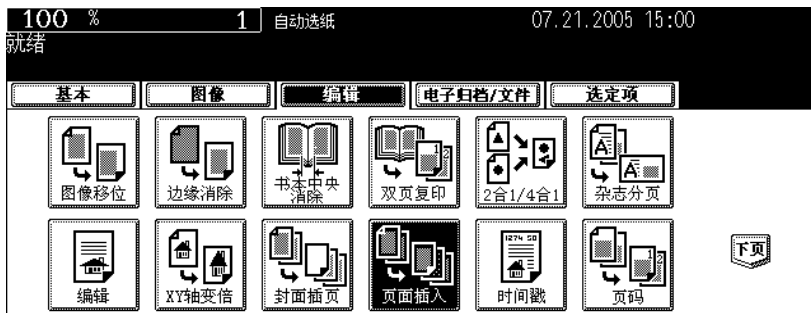 100 % 1 自动选纸 07.21.2005 15:00
就绪
基本 图像 编辑 电子归档/文件 选定项
图像移位 边缘消除 书本中央消除 双页复印 2合1/4合1 杂志分页
编辑 XY轴变倍 封面插页 页面插入 时间戳 页码
下页